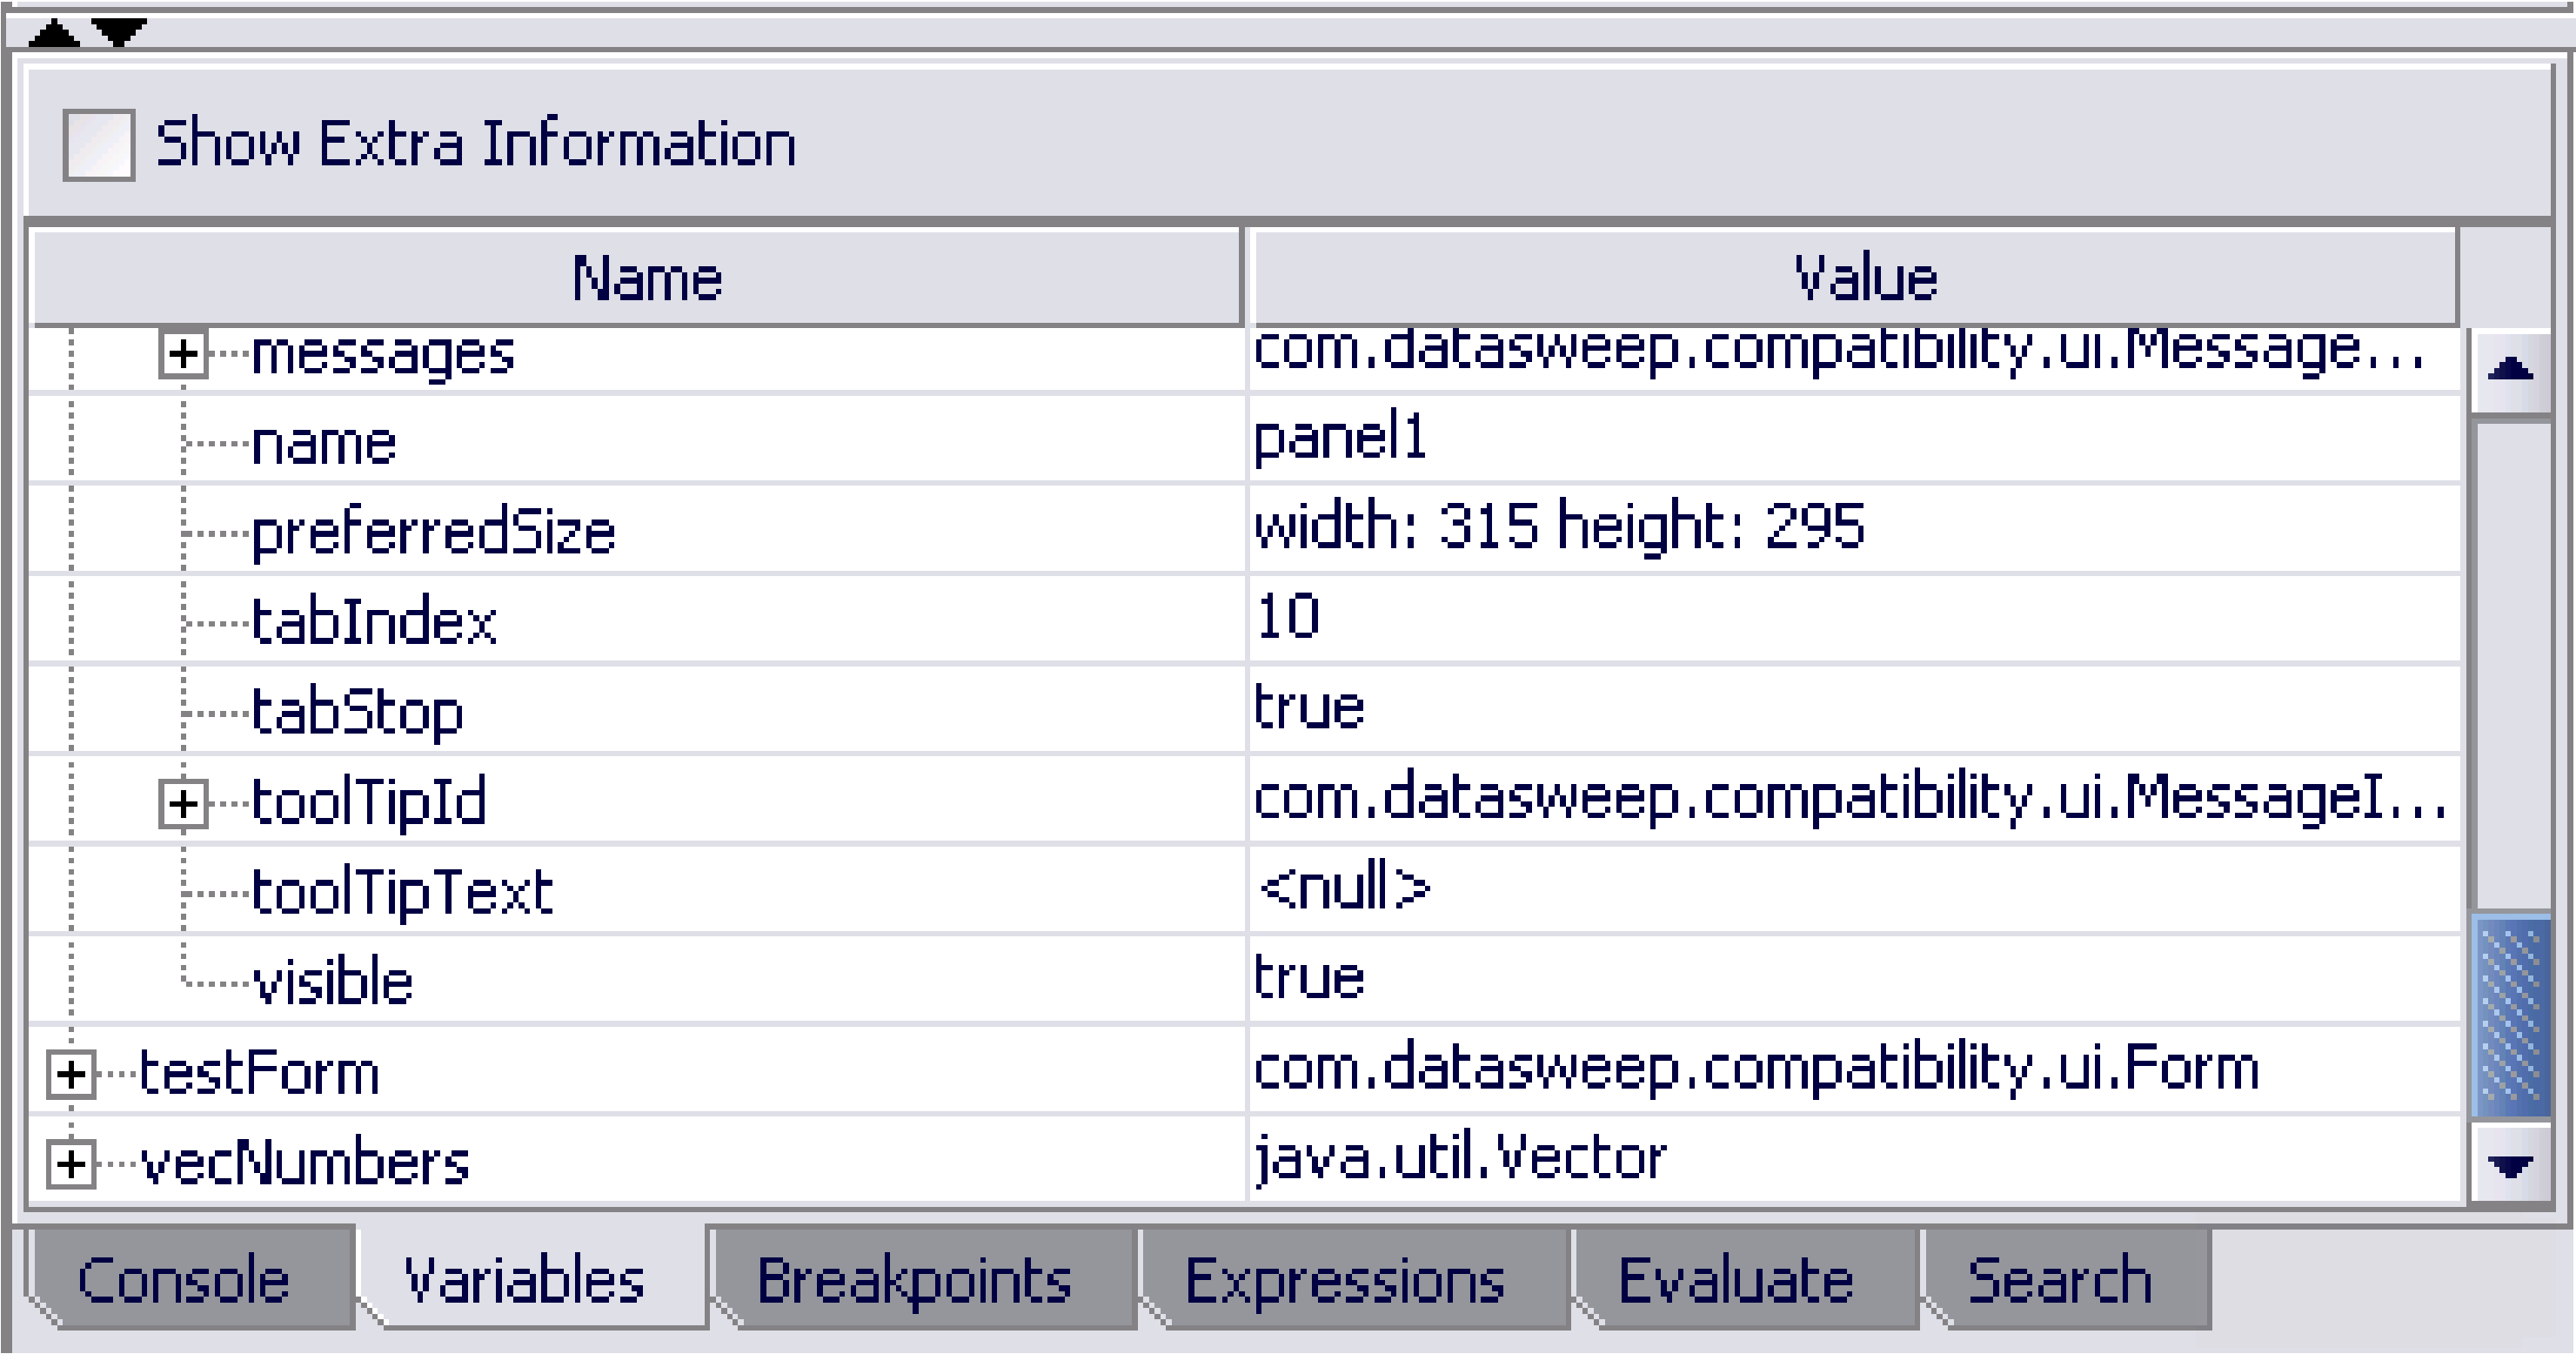 Show Extra Information
Name Value
messages com.datasweep.compatibility.ui.Message...
name panel1
preferredSize width: 315 height: 295
tabIndex 10
tabStop true
toolTipId com.datasweep.compatibility.ui.MessageI...
toolTipText <null>
visible true
testForm com.datasweep.compatibility.ui.Form
vecNumbers java.util.Vector
Console Variables Breakpoints Expressions Evaluate Search